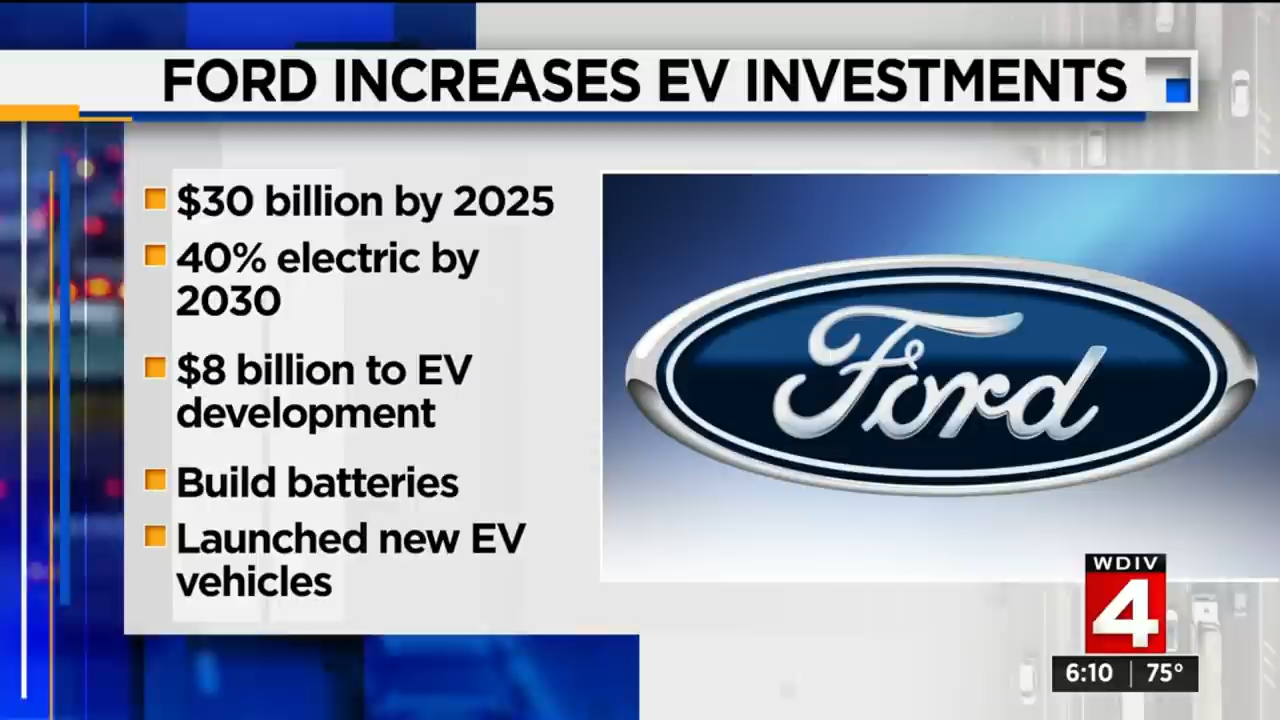 FORD INCREASES EV INVESTMENTS
$30 billion by 2025
40% electric by
2030
$8 billion to EV
development
Build batteries
Launched new EV
vehicles
Ford
WDIV
4
6:10 | 75°